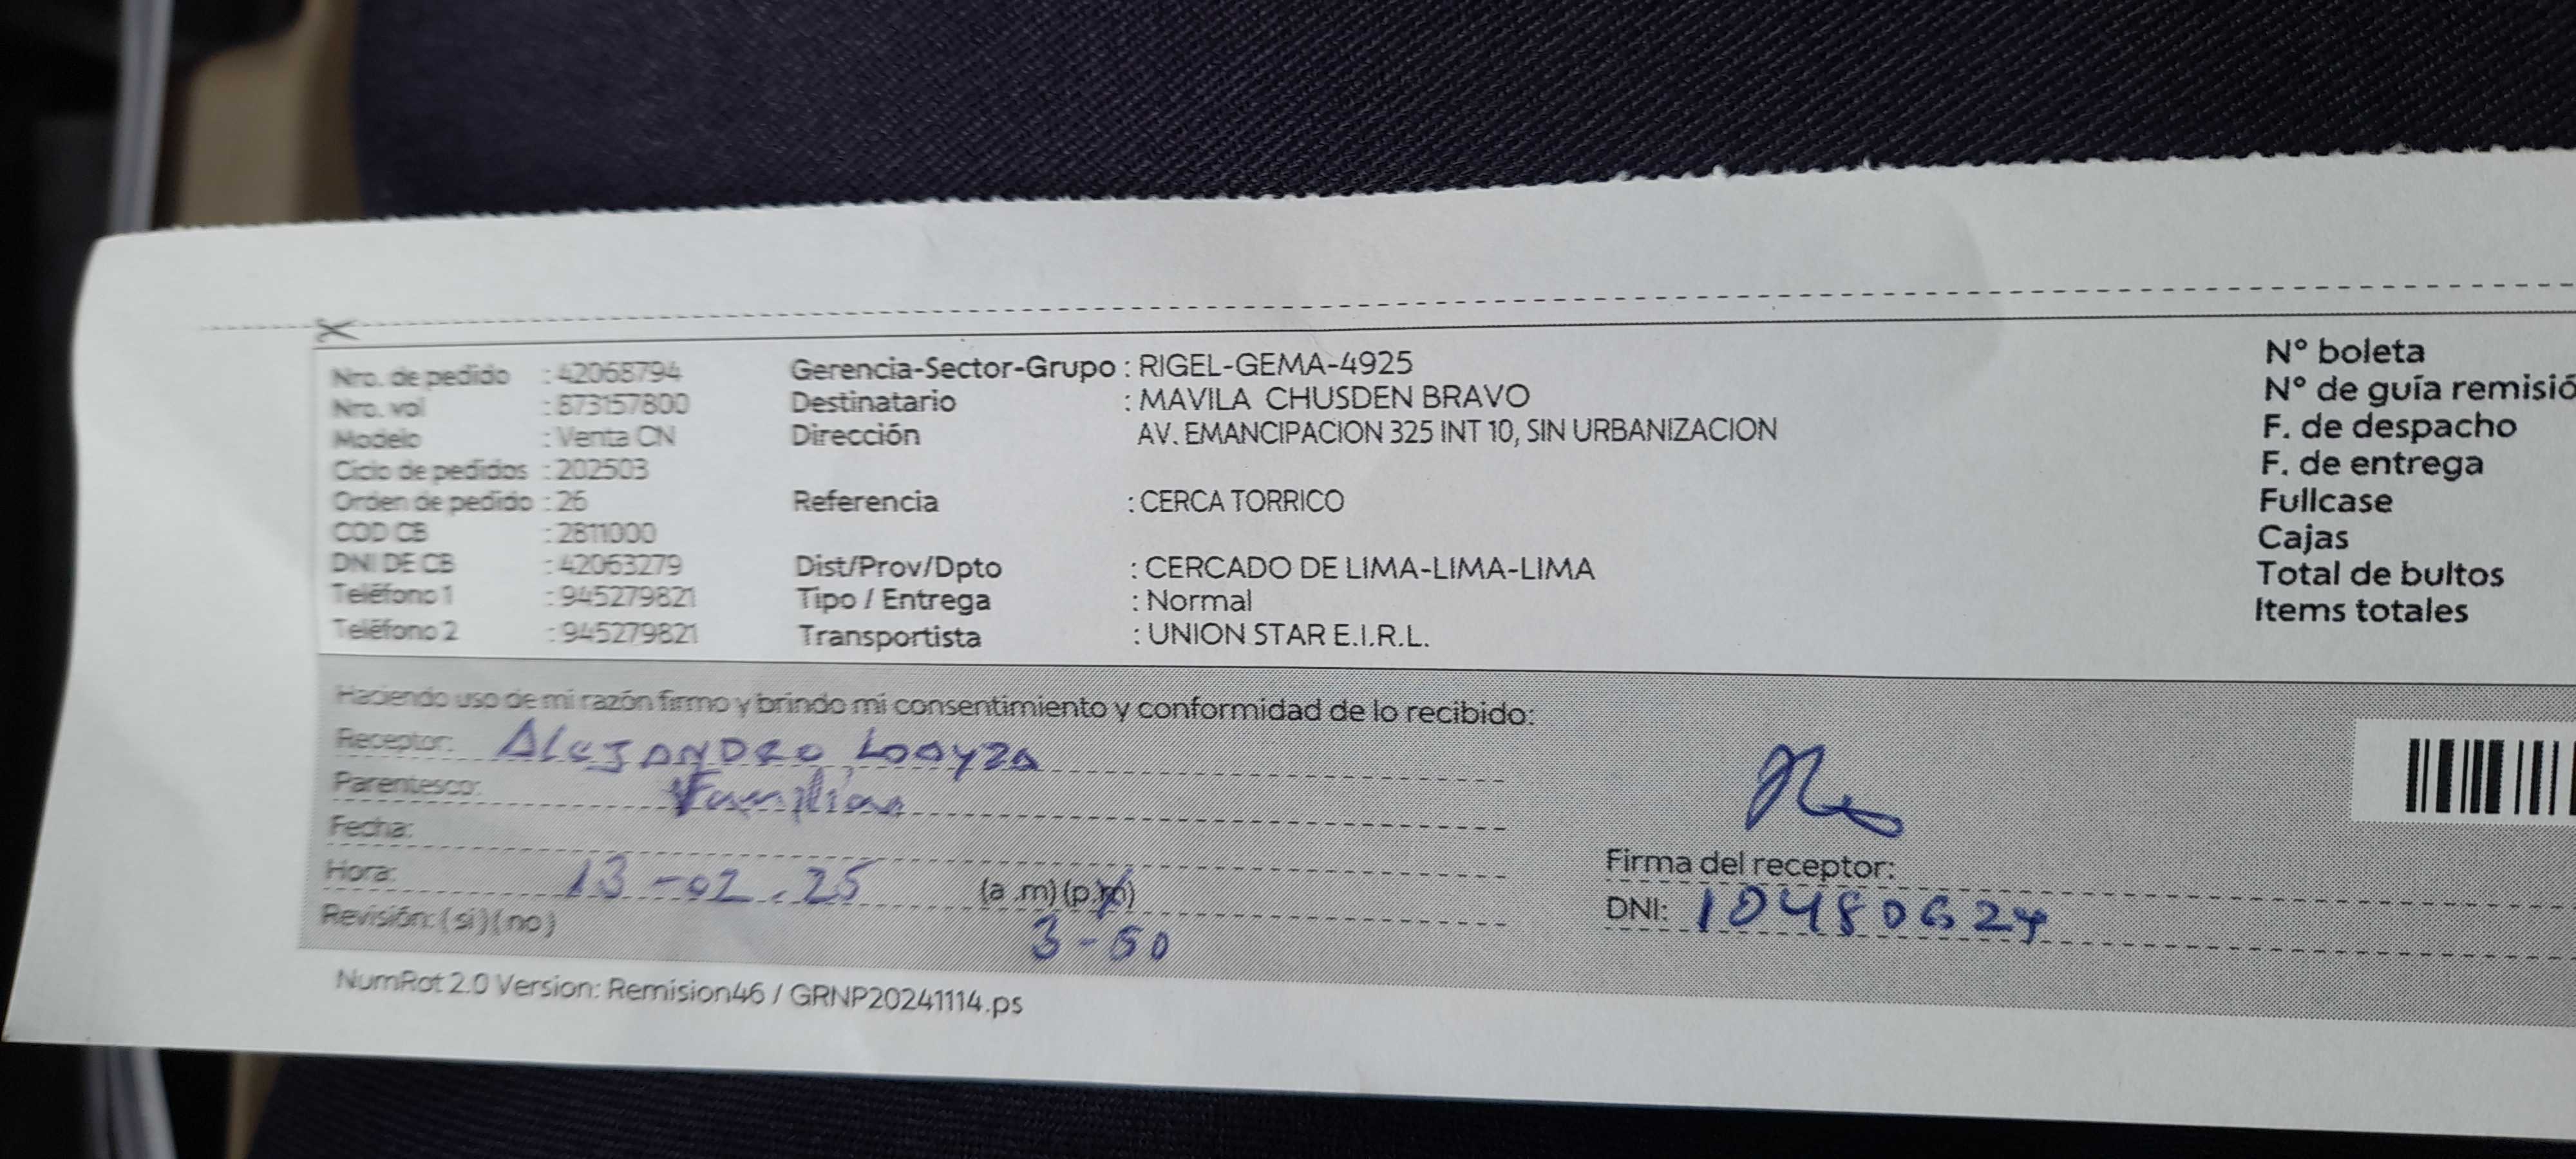 Nro. de pedido : 42068794 Gerencia-Sector-Grupo : RIGEL-GEMA-4925 N° boleta
Nro. vol : 873157800 Destinatario : MAVILA CHUSDEN BRAVO N° de guía remisió
Modelo : Venta CN Dirección AV. EMANCIPACION 325 INT 10, SIN URBANIZACION F. de despacho
Ciclo de pedidos : 202503 F. de entrega
Orden de pedido : 26 Referencia : CERCA TORRICO Fullcase
COD CB : 2811000 Cajas
DNI DE CB : 42063279 Dist/Prov/Dpto : CERCADO DE LIMA-LIMA-LIMA Total de bultos
Teléfono 1 : 945279821 Tipo / Entrega : Normal Items totales
Teléfono 2 : 945279821 Transportista : UNION STAR E.I.R.L.
Haciendo uso de mi razón firmo y brindo mi consentimiento y conformidad de lo recibido:
Receptor: ALEJANDRO LOAYZA
Parentesco: Familiar
Fecha:
Hora: 13-02.25 (a .m) (p.m)
Revisión: ( si ) ( no ) 3-50
Firma del receptor:
DNI: 10480624
NumRot 2.0 Version: Remision46 / GRNP20241114.ps